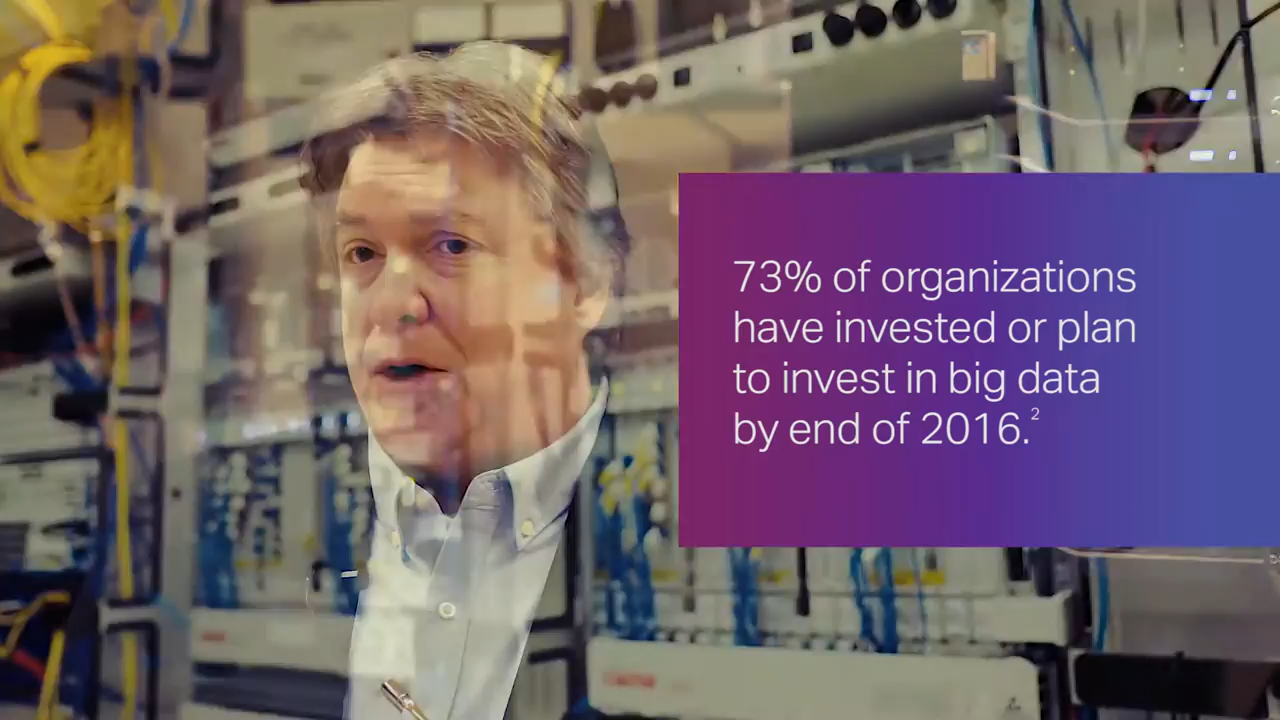 73% of organizations
have invested or plan
to invest in big data
by end of 2016.²